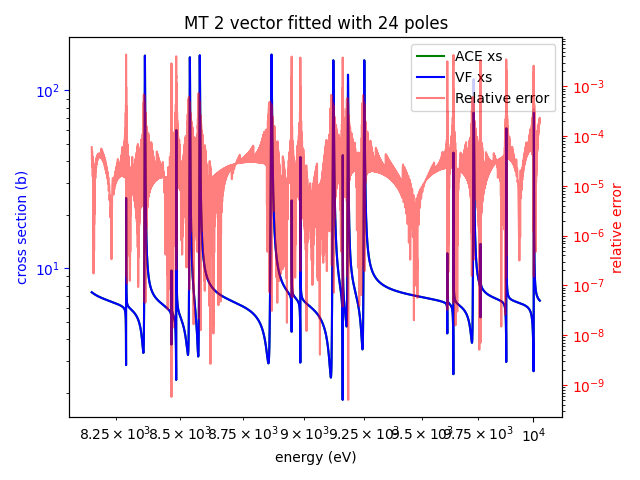 MT 2 vector fitted with 24 poles
ACE xs
VF xs
Relative error
10²
10¹
cross section (b)
10⁻³
10⁻⁴
10⁻⁵
10⁻⁶
10⁻⁷
10⁻⁸
10⁻⁹
relative error
8.25 × 10³ 8.5 × 10³ 8.75 × 10³ 9 × 10³ 9.25 × 10³ 9.5 × 10³ 9.75 × 10³ 10⁴
energy (eV)